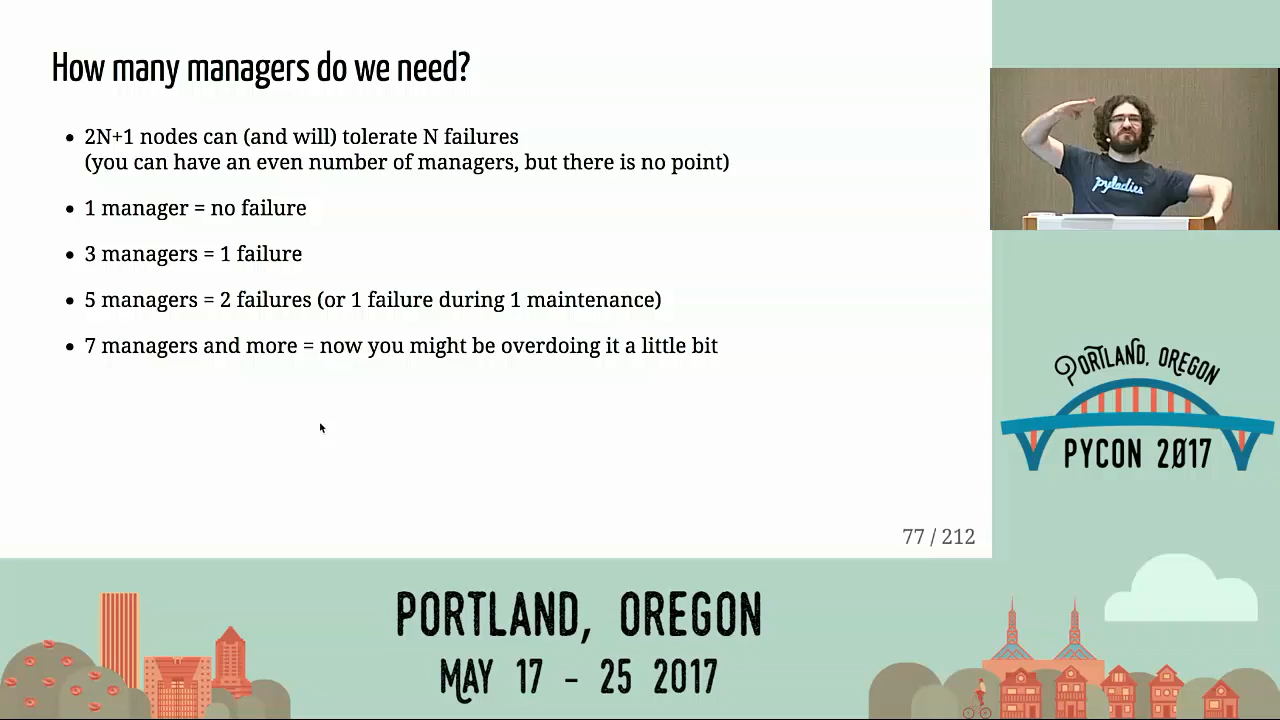 How many managers do we need?
• 2N+1 nodes can (and will) tolerate N failures
(you can have an even number of managers, but there is no point)
• 1 manager = no failure
• 3 managers = 1 failure
• 5 managers = 2 failures (or 1 failure during 1 maintenance)
• 7 managers and more = now you might be overdoing it a little bit
77 / 212
pyladies
PORTLAND, OREGON
PYCON 2017
PORTLAND, OREGON
MAY 17 - 25 2017